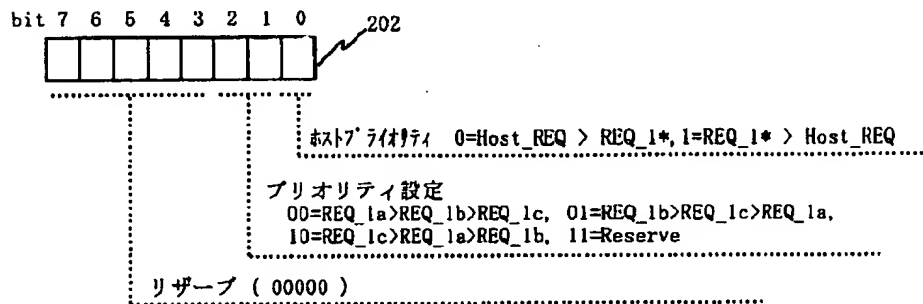 bit 7 6 5 4 3 2 1 0
202
ホストプライオリティ 0=Host_REQ > REQ_1*, 1=REQ_1* > Host_REQ
プリオリティ設定
00=REQ_1a>REQ_1b>REQ_1c, 01=REQ_1b>REQ_1c>REQ_1a,
10=REQ_1c>REQ_1a>REQ_1b, 11=Reserve
リザーブ ( 00000 )